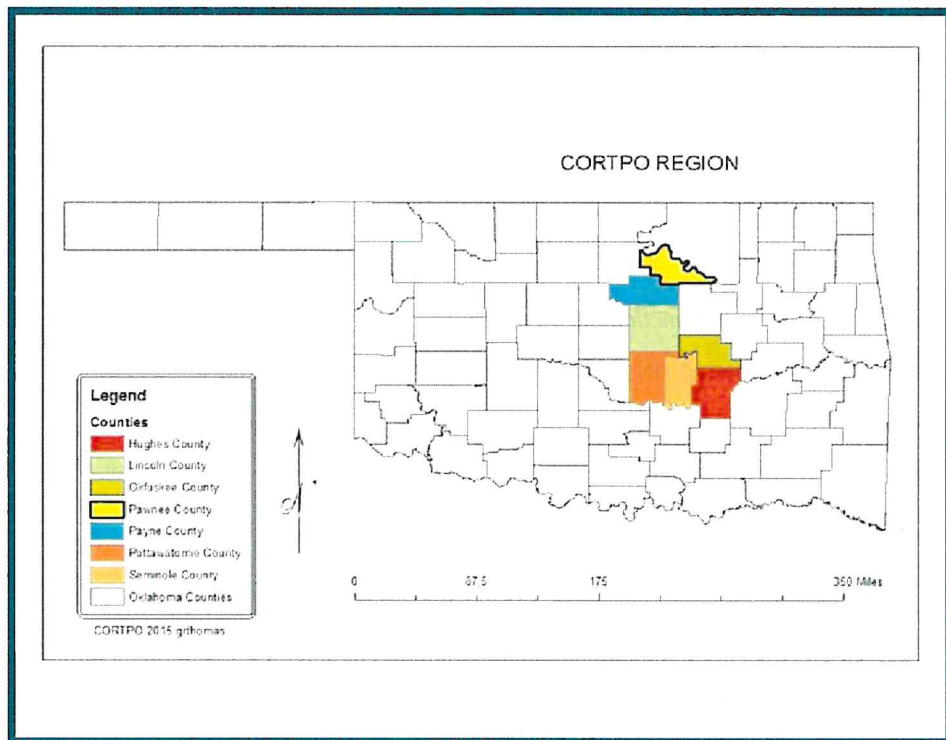 CORTPO REGION
Legend
Counties
Hughes County
Lincoln County
Okfuskee County
Pawnee County
Payne County
Pottawatomie County
Seminole County
Oklahoma Counties
0 87.5 175 350 Miles
CORTPO 2015 grthomas